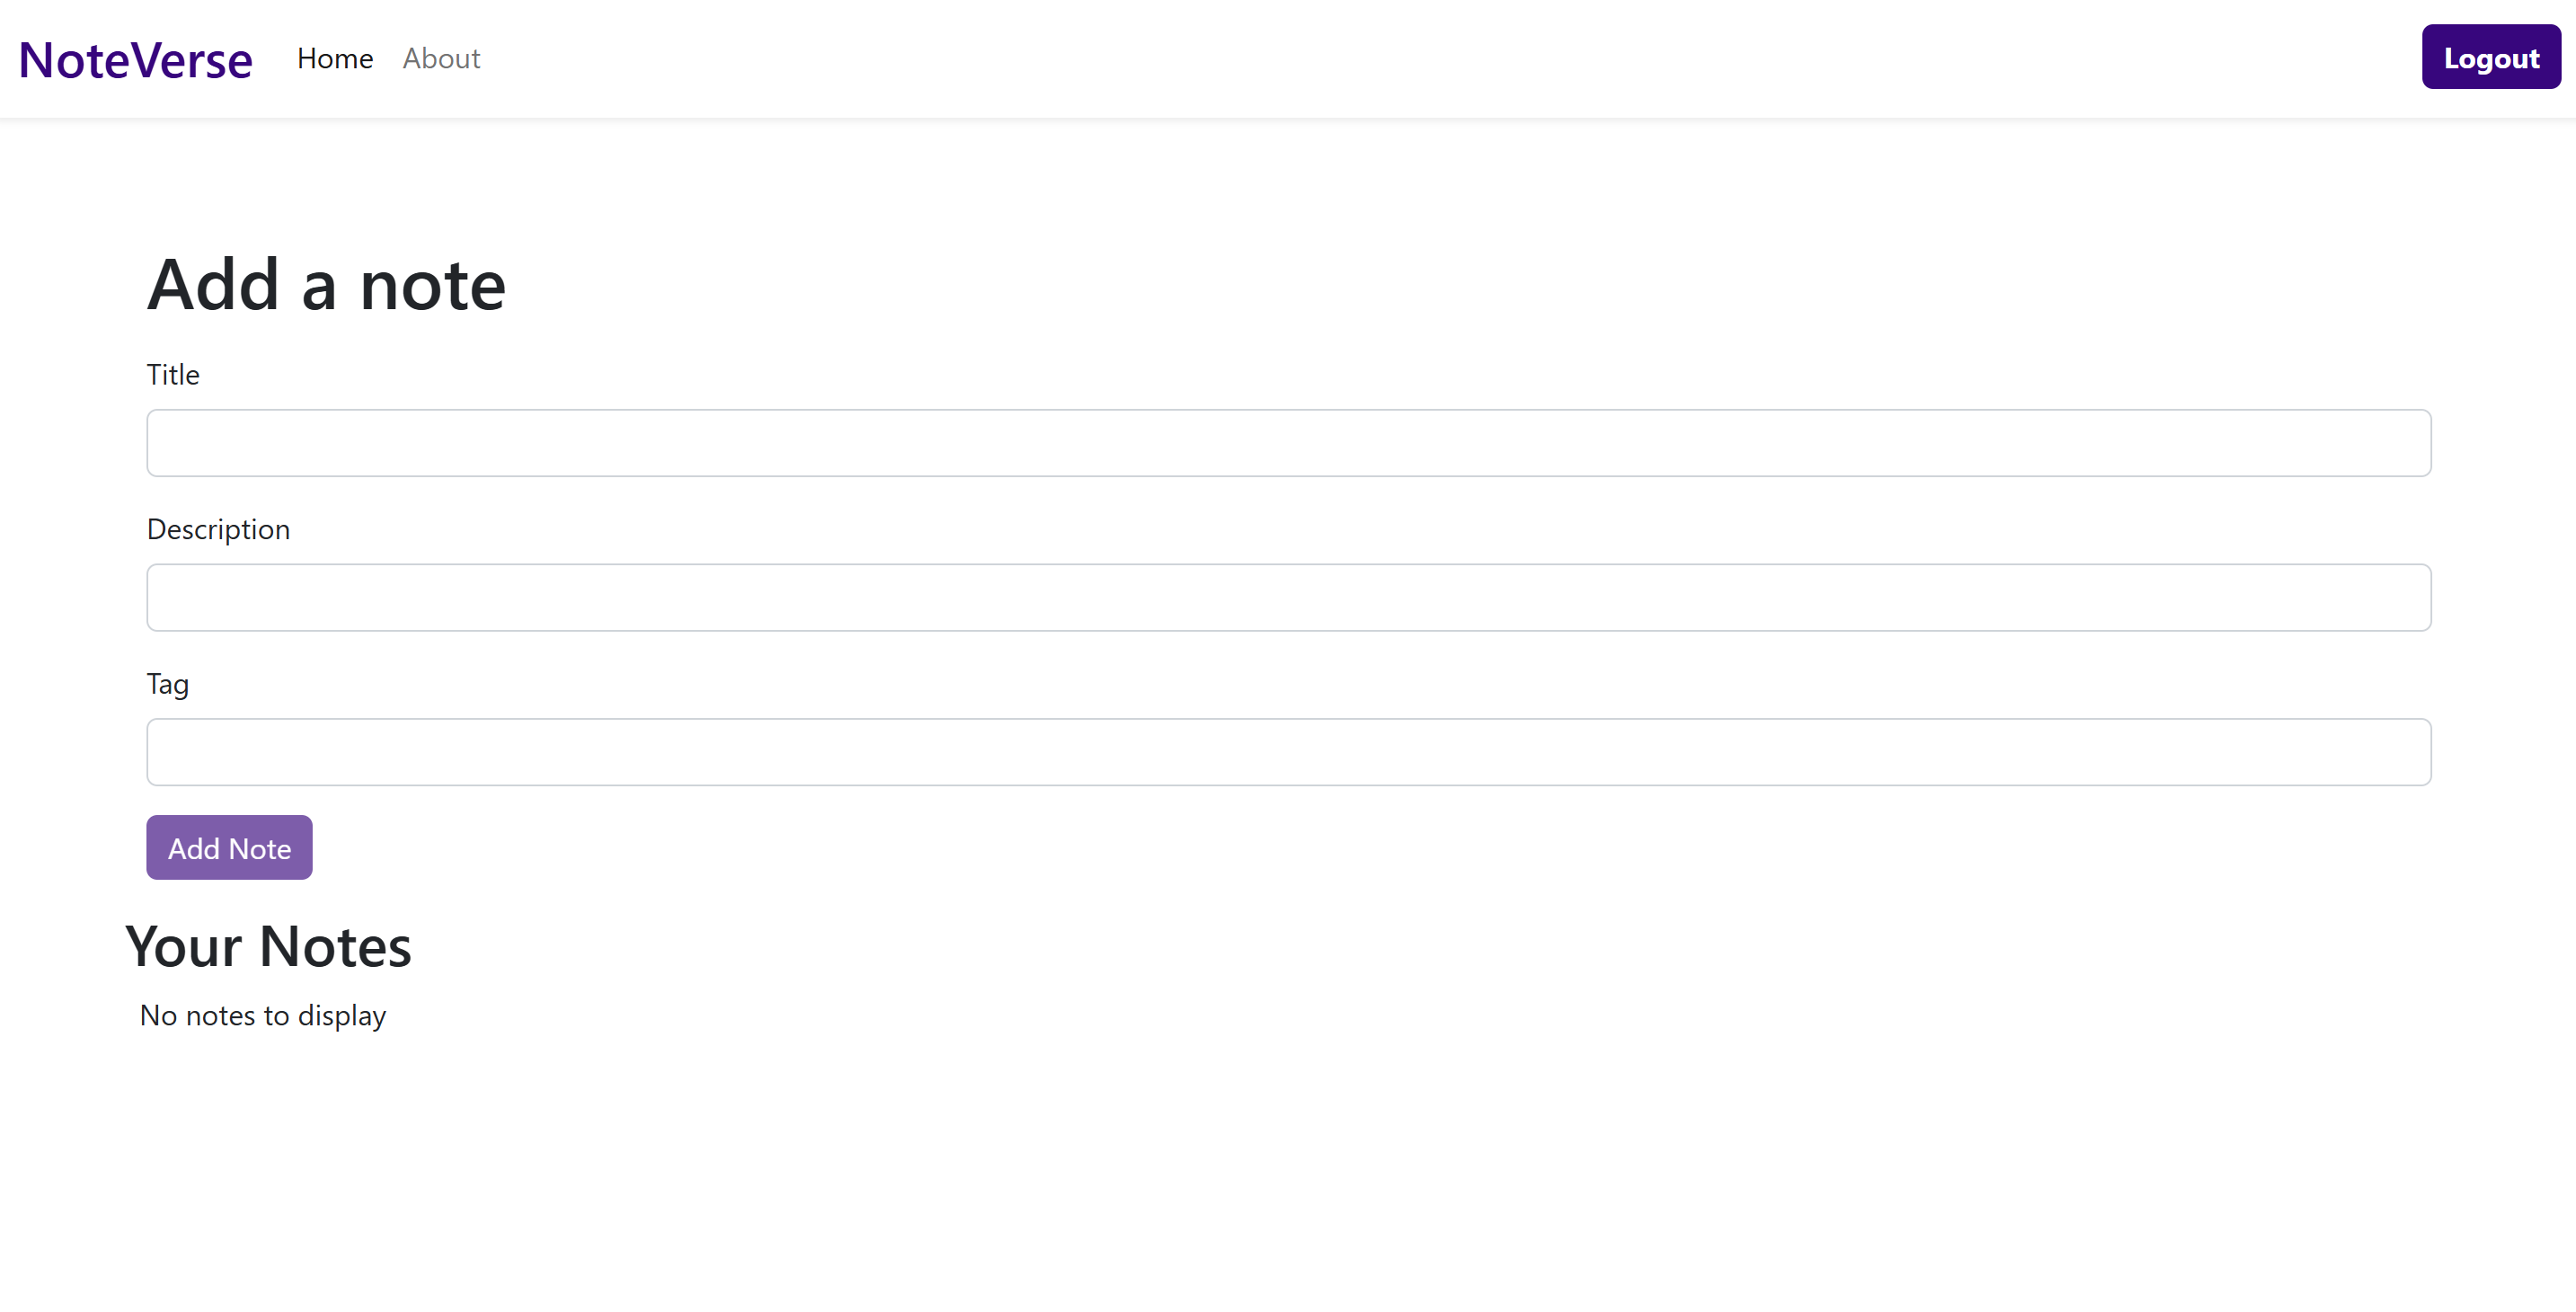 NoteVerse Home About Logout
Add a note
Title
Description
Tag
Add Note
Your Notes
No notes to display